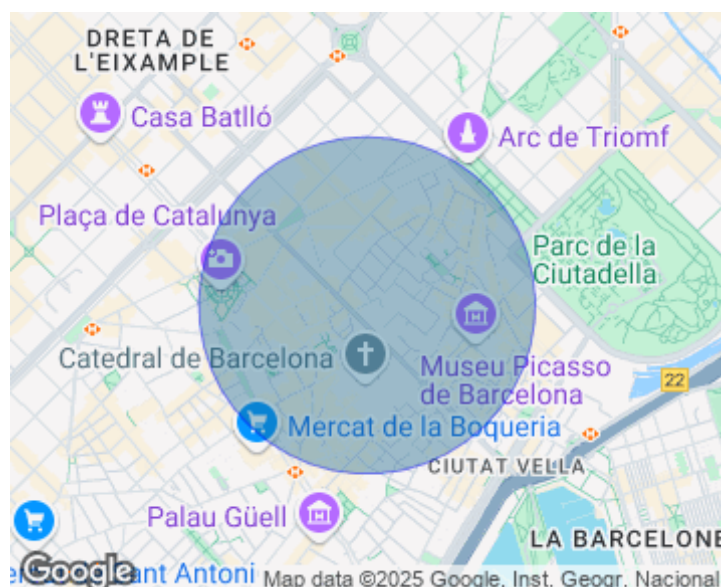 DRETA DE
L'EIXAMPLE
Casa Batlló
Arc de Triomf
Plaça de Catalunya
Parc de la
Ciutadella
Catedral de Barcelona
Museu Picasso
de Barcelona
22
Mercat de la Boqueria
CIUTAT VELLA
Palau Güell
LA BARCELONE
Google
ant Antoni
Map data ©2025 Google, Inst. Geogr. Nacional